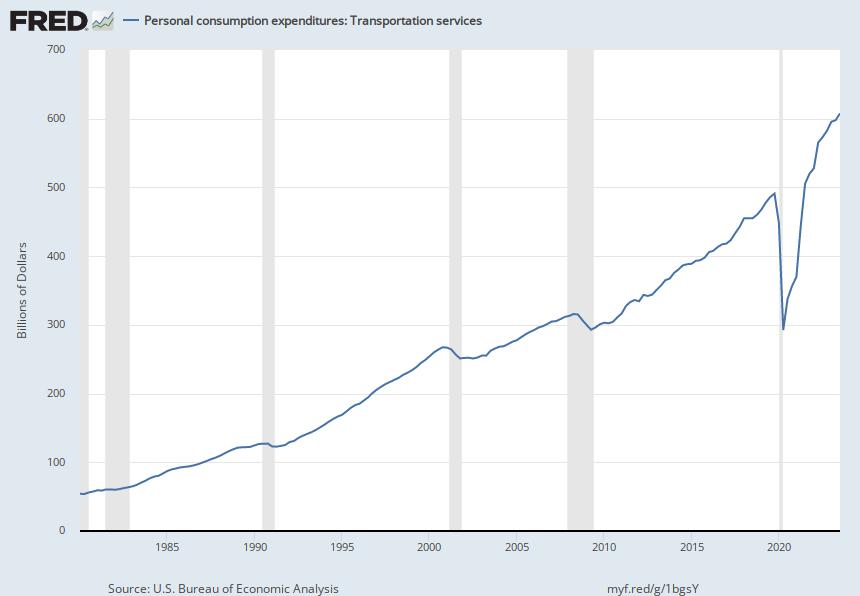 FRED
Personal consumption expenditures: Transportation services
700
600
500
400
300
200
100
0
Billions of Dollars
1985 1990 1995 2000 2005 2010 2015 2020
Source: U.S. Bureau of Economic Analysis
myf.red/g/1bgsY